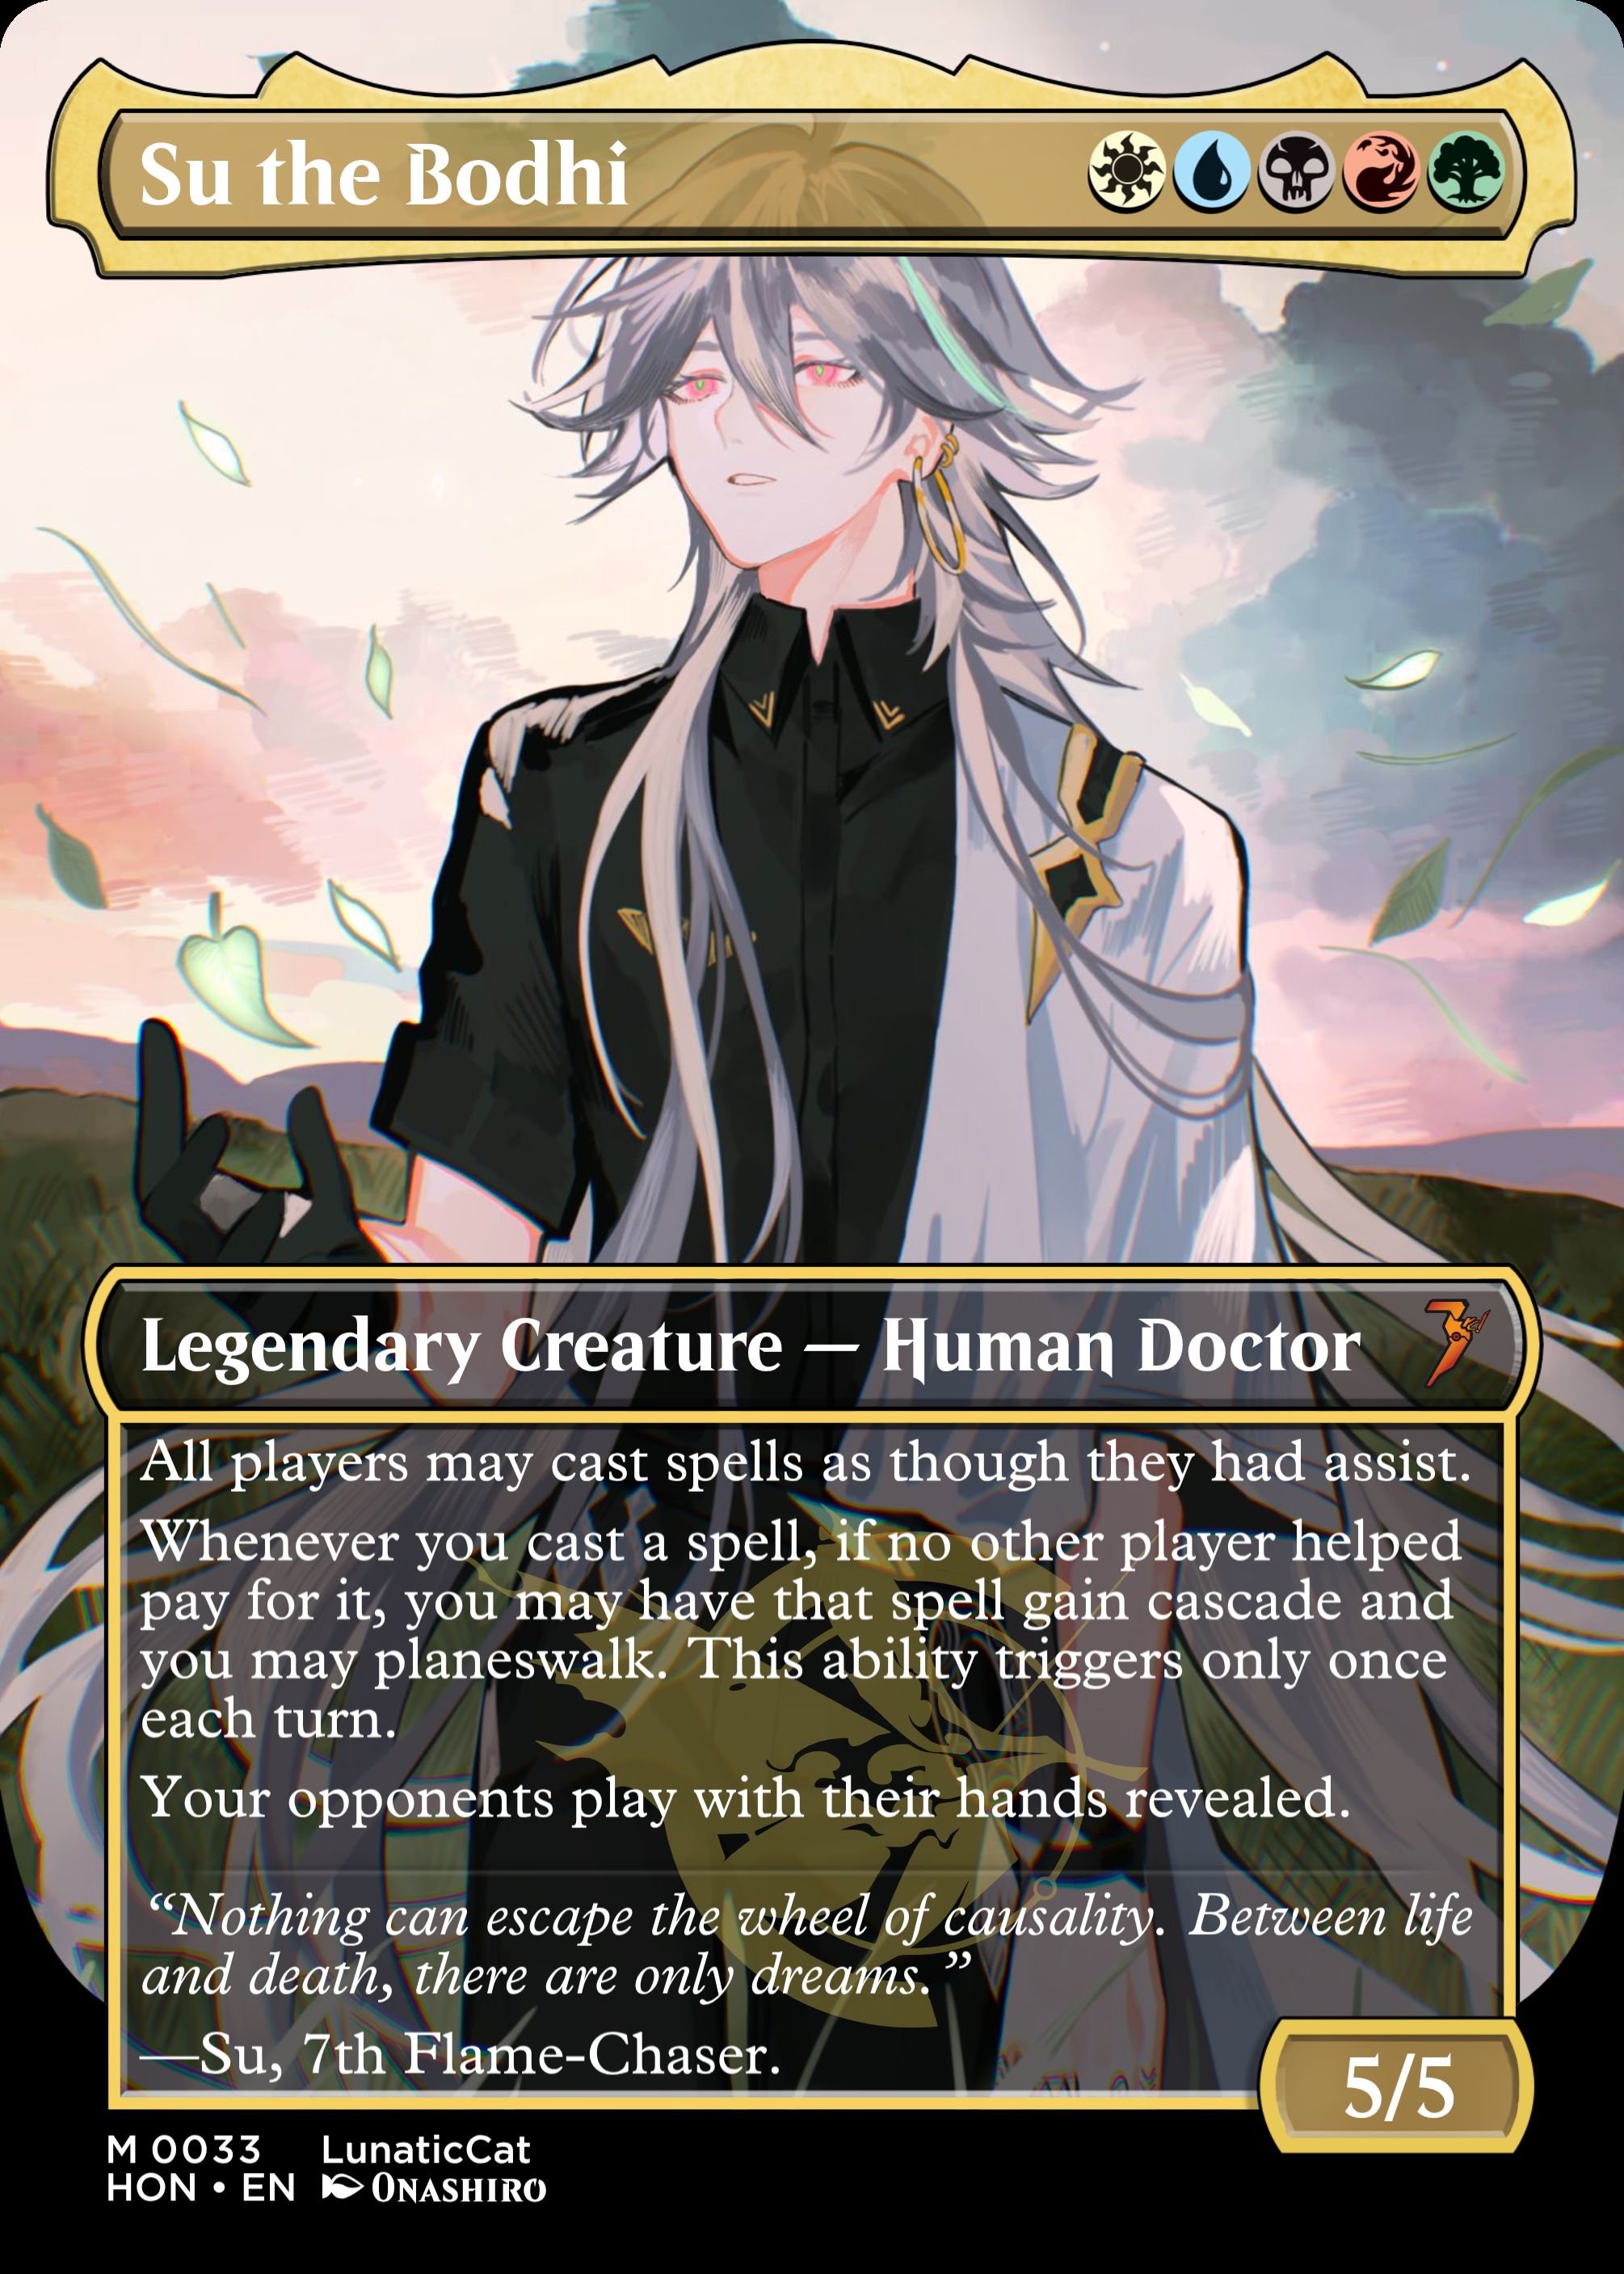 Su the Bodhi
Legendary Creature — Human Doctor
3rd
All players may cast spells as though they had assist.
Whenever you cast a spell, if no other player helped
pay for it, you may have that spell gain cascade and
you may planeswalk. This ability triggers only once
each turn.
Your opponents play with their hands revealed.
“Nothing can escape the wheel of causality. Between life
and death, there are only dreams.”
—Su, 7th Flame-Chaser.
5/5
M 0033 LunaticCat
HON • EN ONASHIRO